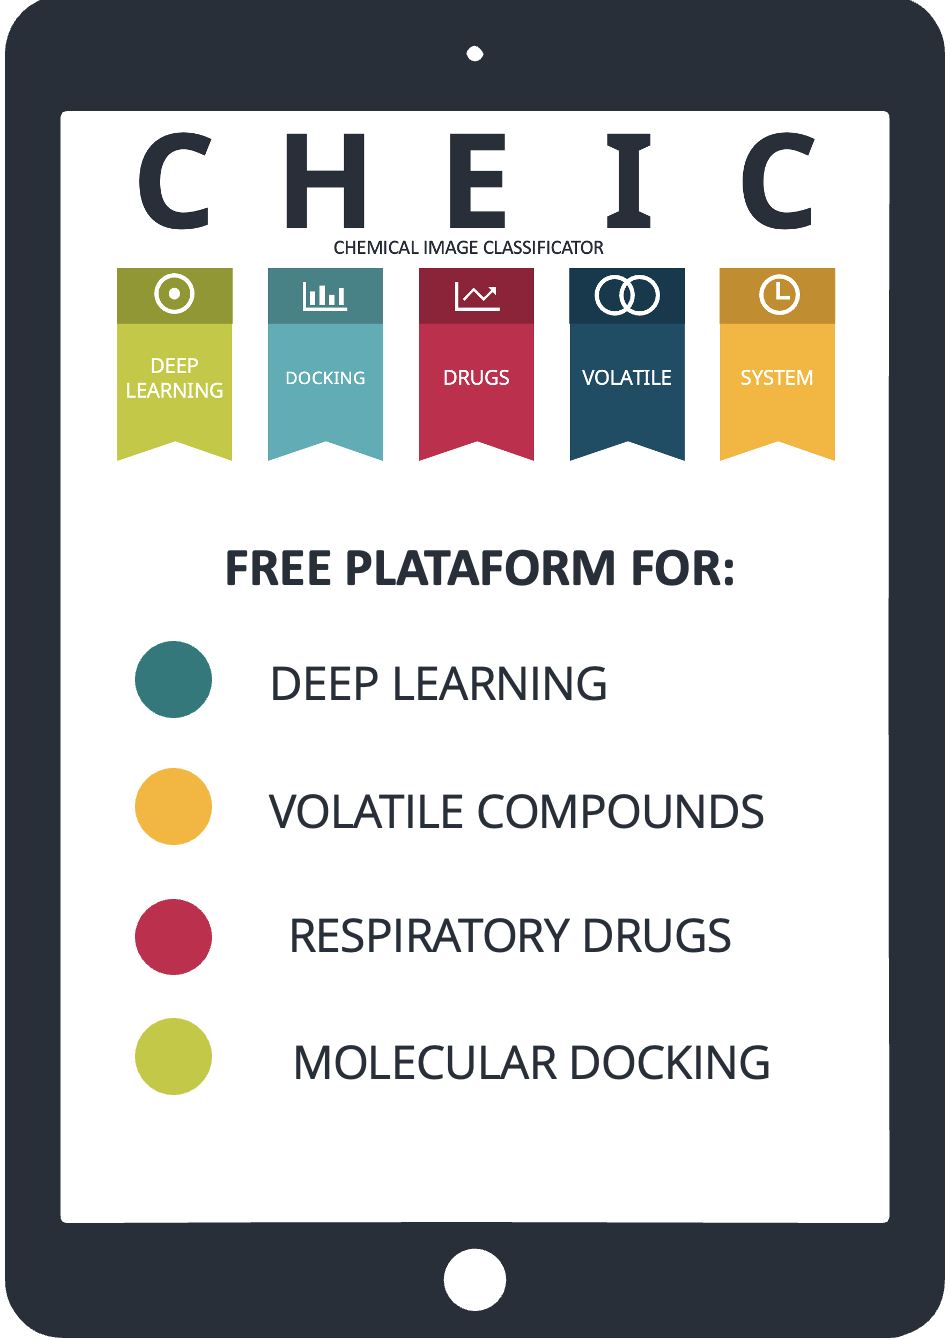 C H E I C
CHEMICAL IMAGE CLASSIFICATOR
DEEP
LEARNING
DOCKING
DRUGS
VOLATILE
SYSTEM
FREE PLATAFORM FOR:
DEEP LEARNING
VOLATILE COMPOUNDS
RESPIRATORY DRUGS
MOLECULAR DOCKING